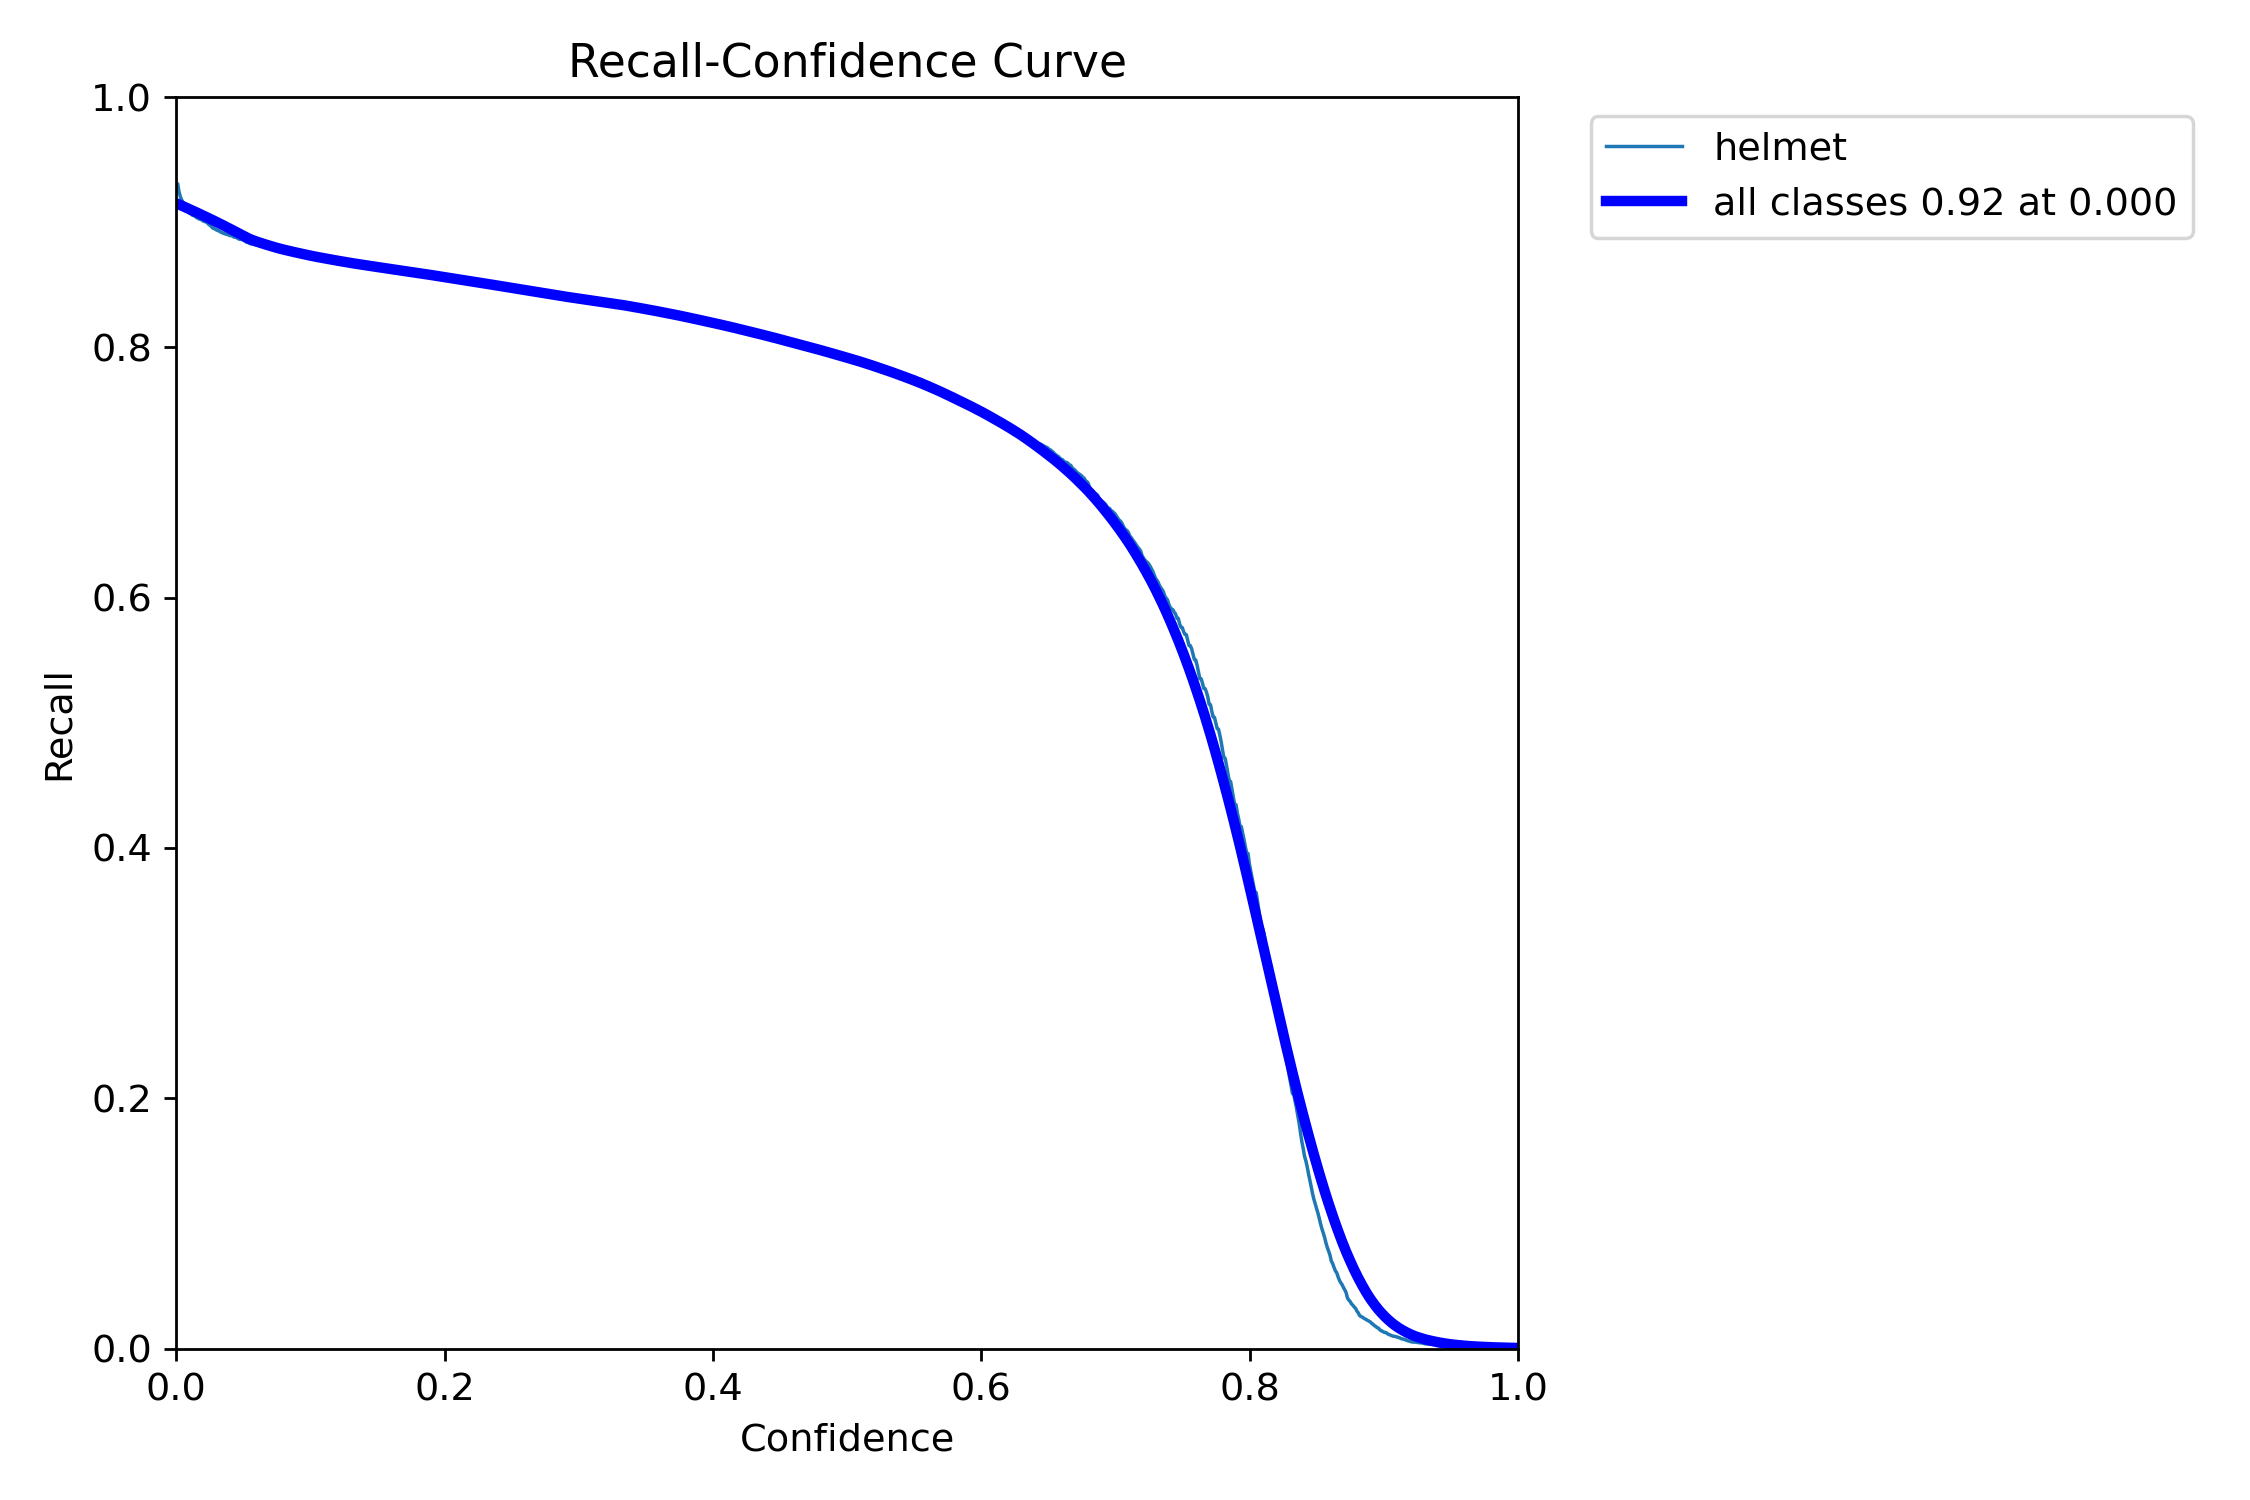 Recall-Confidence Curve
1.0
0.8
0.6
0.4
0.2
0.0
Recall
0.0 0.2 0.4 0.6 0.8 1.0
Confidence
helmet
all classes 0.92 at 0.000